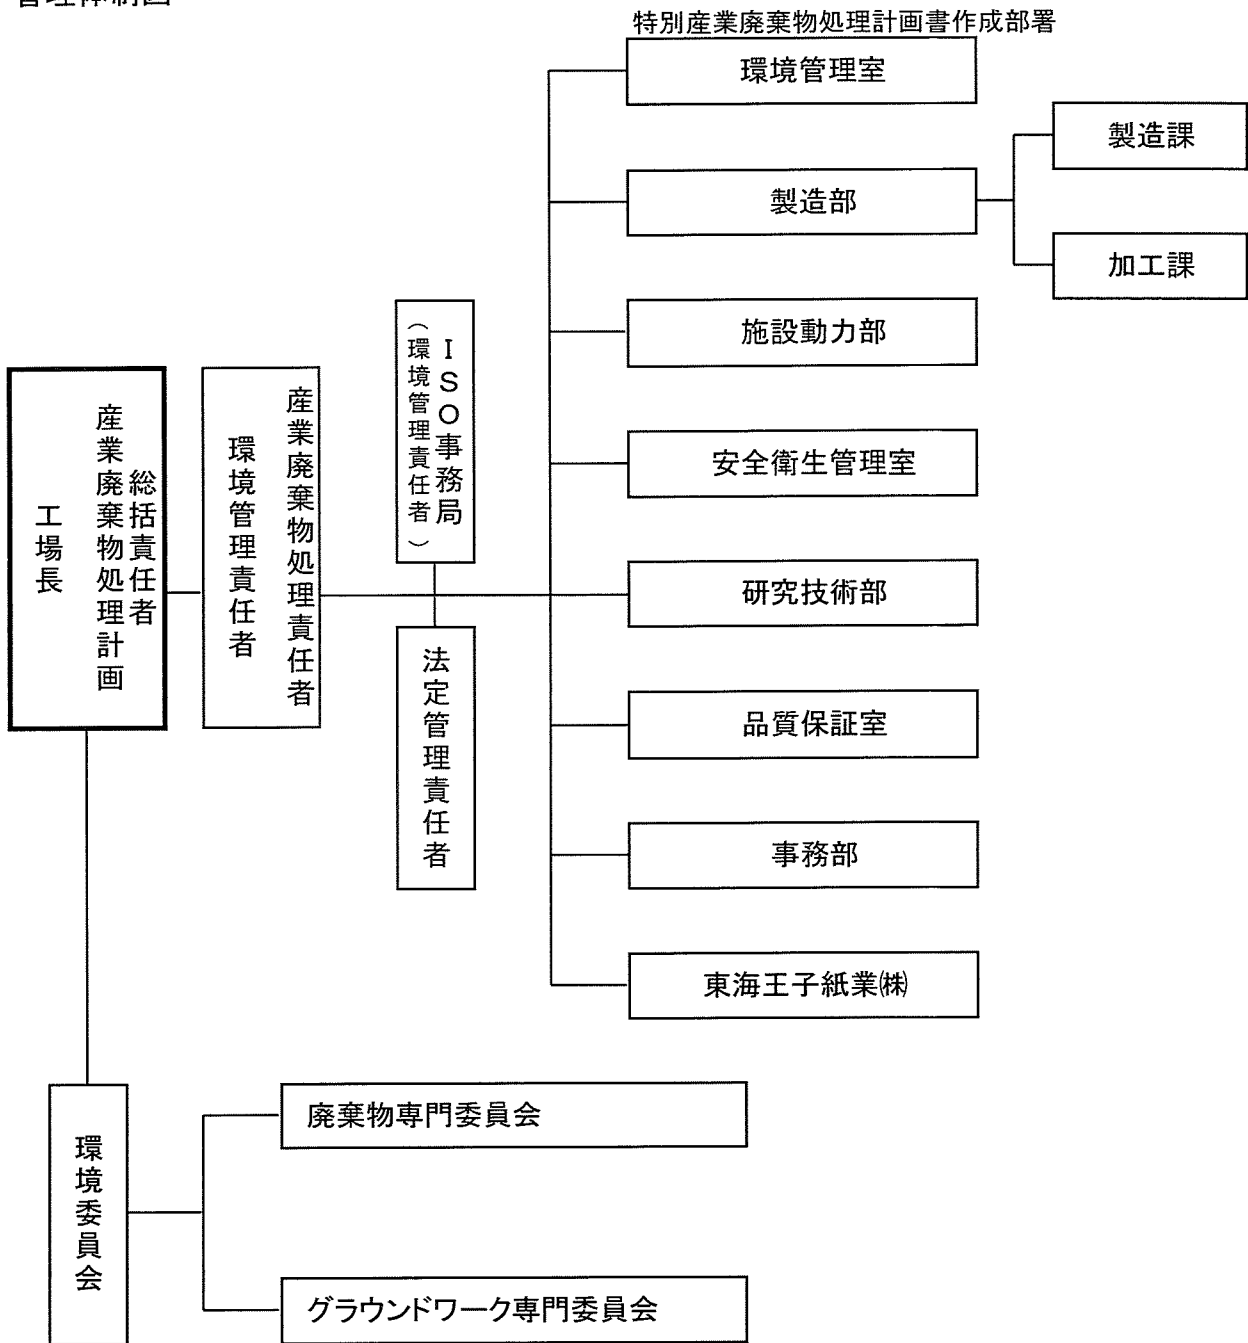 特別産業廃棄物処理計画書作成部署
環境管理室
製造部
製造課
加工課
施設動力部
安全衛生管理室
研究技術部
品質保証室
事務部
東海王子紙業㈱
ISO事務局
（環境管理責任者）
法定管理責任者
産業廃棄物処理責任者
環境管理責任者
総括責任者
産業廃棄物処理計画
工場長
環境委員会
廃棄物専門委員会
グラウンドワーク専門委員会